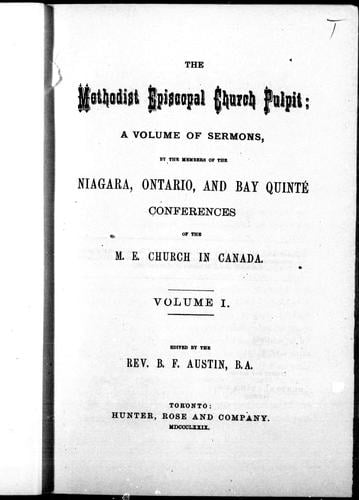 THE
Methodist Episcopal Church Pulpit;
A VOLUME OF SERMONS,
BY THE MEMBERS OF THE
NIAGARA, ONTARIO, AND BAY QUINTÉ
CONFERENCES
OF THE
M. E. CHURCH IN CANADA.
VOLUME I.
EDITED BY THE
REV. B. F. AUSTIN, B.A.
TORONTO:
HUNTER, ROSE AND COMPANY.
MDCCCLXXIX.